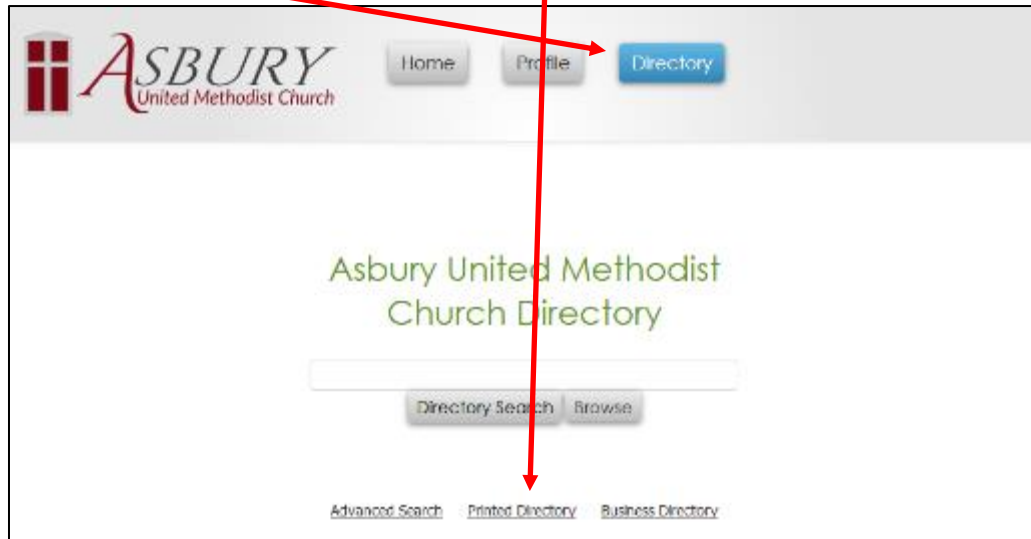 ASBURY
United Methodist Church
Home Profile Directory
Asbury United Methodist
Church Directory
Directory Search Browse
Advanced Search Printed Directory Business Directory